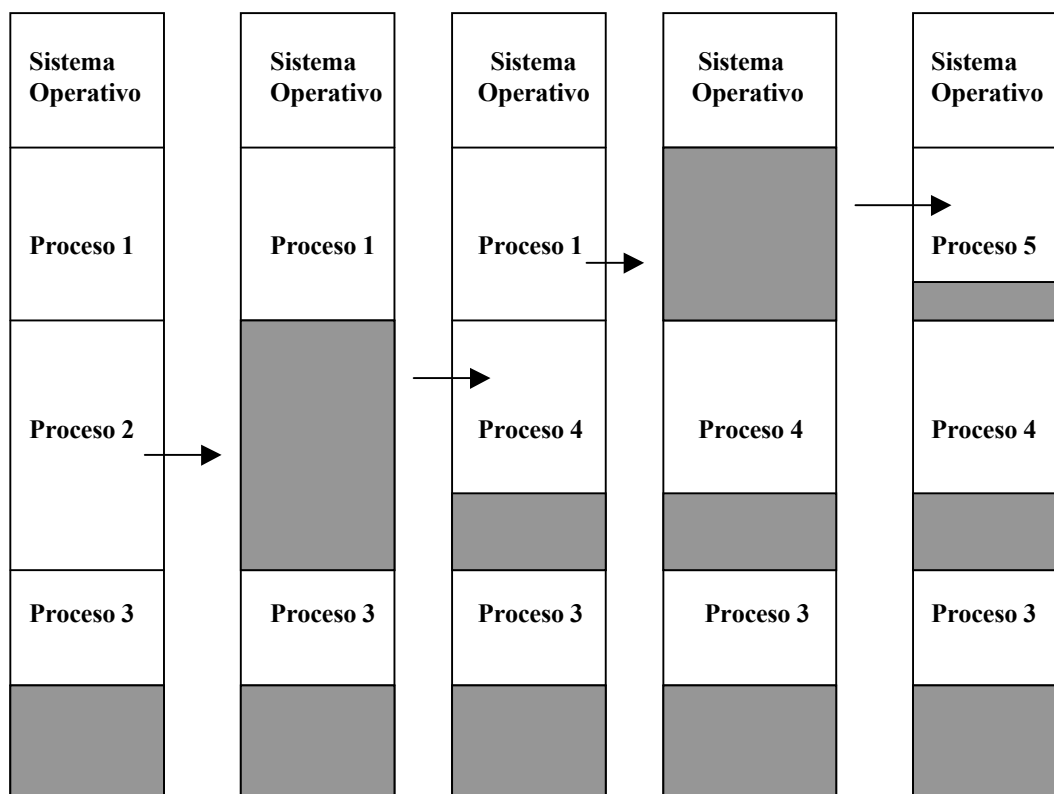 Sistema
Operativo
Proceso 1
Proceso 2
Proceso 3
Sistema
Operativo
Proceso 1
Proceso 3
Sistema
Operativo
Proceso 1
Proceso 4
Proceso 3
Sistema
Operativo
Proceso 4
Proceso 3
Sistema
Operativo
Proceso 5
Proceso 4
Proceso 3